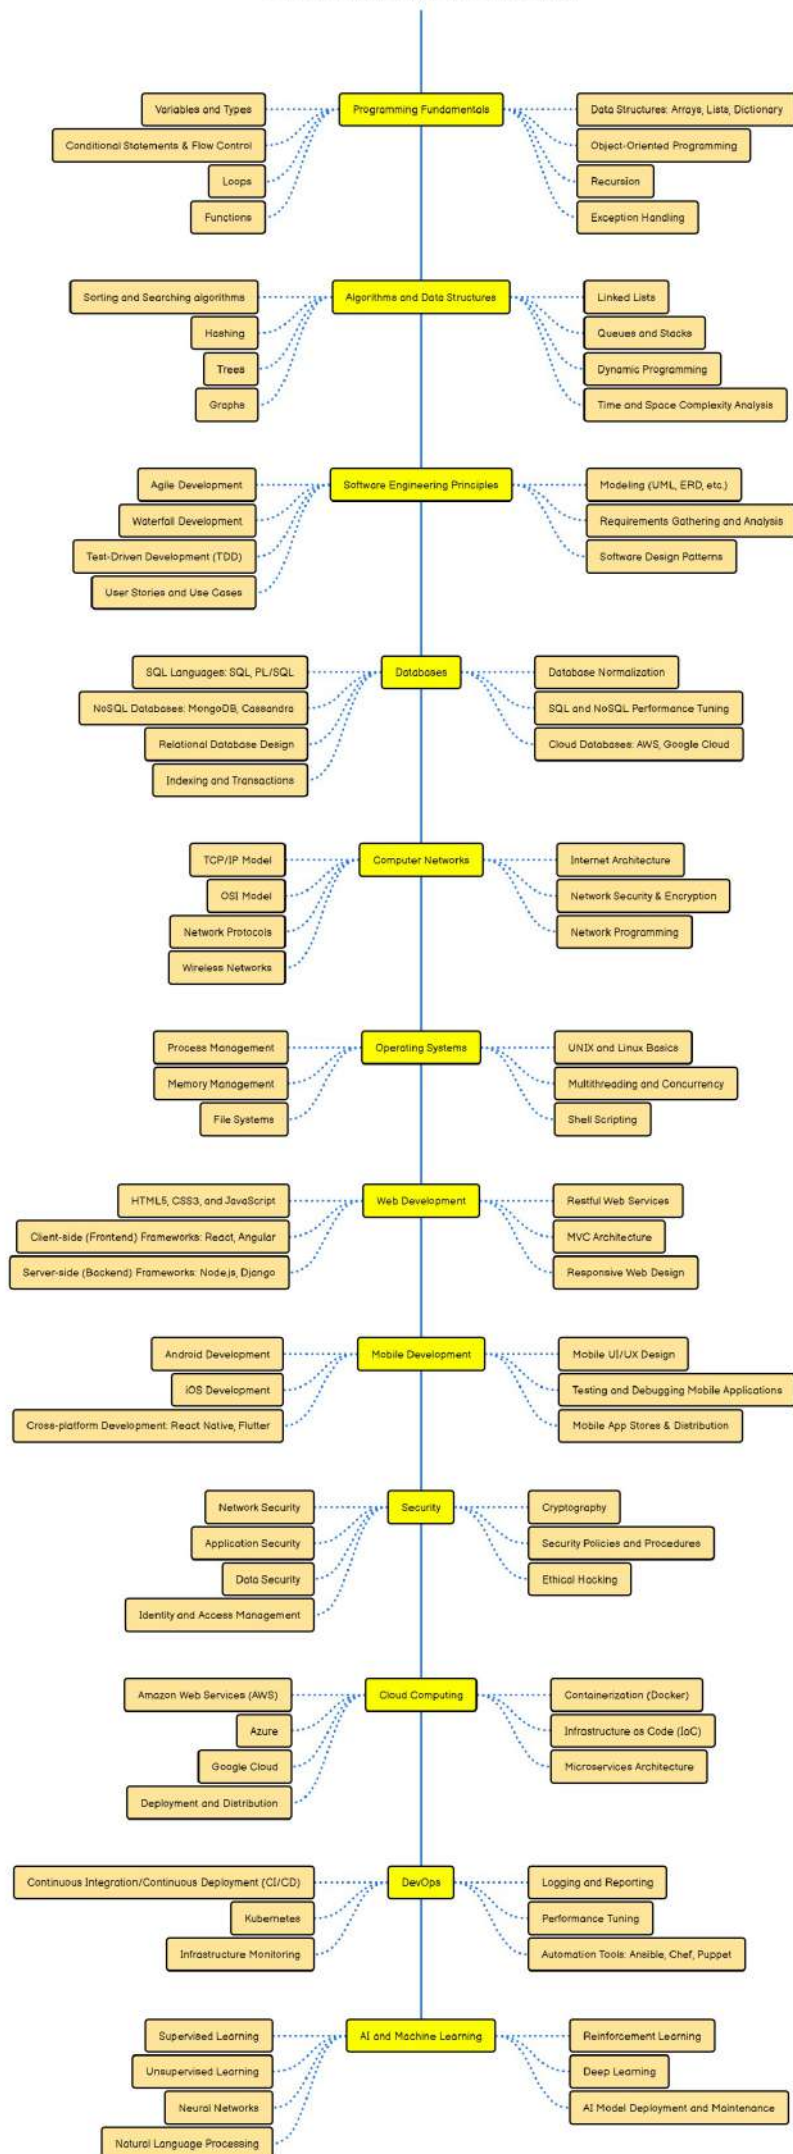 Programming Fundamentals
Variables and Types
Conditional Statements & Flow Control
Loops
Functions
Data Structures: Arrays, Lists, Dictionary
Object-Oriented Programming
Recursion
Exception Handling
Algorithms and Data Structures
Sorting and Searching algorithms
Hashing
Trees
Graphs
Linked Lists
Queues and Stacks
Dynamic Programming
Time and Space Complexity Analysis
Software Engineering Principles
Agile Development
Waterfall Development
Test-Driven Development (TDD)
User Stories and Use Cases
Modeling (UML, ERD, etc.)
Requirements Gathering and Analysis
Software Design Patterns
Databases
SQL Languages: SQL, PL/SQL
NoSQL Databases: MongoDB, Cassandra
Relational Database Design
Indexing and Transactions
Database Normalization
SQL and NoSQL Performance Tuning
Cloud Databases: AWS, Google Cloud
Computer Networks
TCP/IP Model
OSI Model
Network Protocols
Wireless Networks
Internet Architecture
Network Security & Encryption
Network Programming
Operating Systems
Process Management
Memory Management
File Systems
UNIX and Linux Basics
Multithreading and Concurrency
Shell Scripting
Web Development
HTML5, CSS3, and JavaScript
Client-side (Frontend) Frameworks: React, Angular
Server-side (Backend) Frameworks: Node.js, Django
Restful Web Services
MVC Architecture
Responsive Web Design
Mobile Development
Android Development
iOS Development
Cross-platform Development: React Native, Flutter
Mobile UI/UX Design
Testing and Debugging Mobile Applications
Mobile App Stores & Distribution
Security
Network Security
Application Security
Data Security
Identity and Access Management
Cryptography
Security Policies and Procedures
Ethical Hacking
Cloud Computing
Amazon Web Services (AWS)
Azure
Google Cloud
Deployment and Distribution
Containerization (Docker)
Infrastructure as Code (IaC)
Microservices Architecture
DevOps
Continuous Integration/Continuous Deployment (CI/CD)
Kubernetes
Infrastructure Monitoring
Logging and Reporting
Performance Tuning
Automation Tools: Ansible, Chef, Puppet
AI and Machine Learning
Supervised Learning
Unsupervised Learning
Neural Networks
Natural Language Processing
Reinforcement Learning
Deep Learning
AI Model Deployment and Maintenance